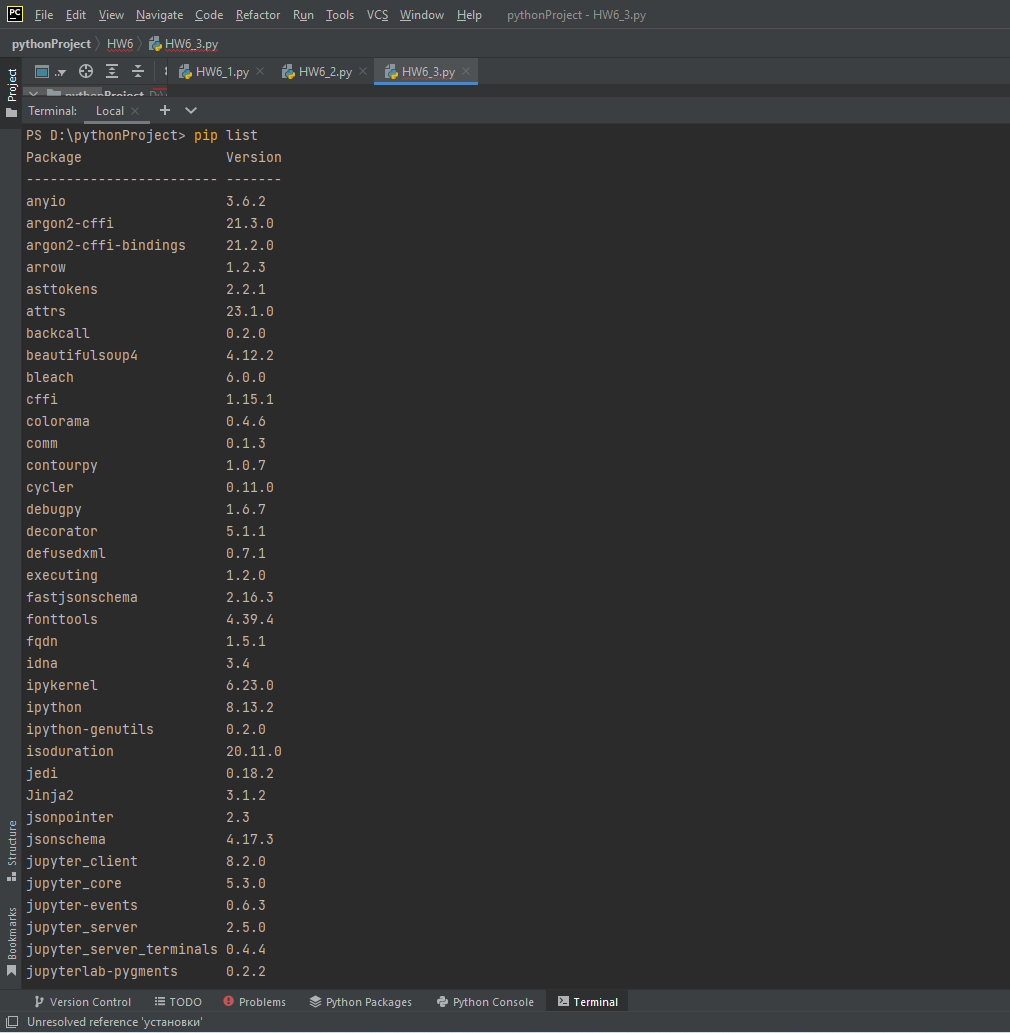 PC File Edit View Navigate Code Refactor Run Tools VCS Window Help pythonProject - HW6_3.py
pythonProject HW6 HW6_3.py
Project
HW6_1.py HW6_2.py HW6_3.py
pythonProject
Terminal: Local
PS D:\pythonProject> pip list
Package Version
------------------------ -------
anyio 3.6.2
argon2-cffi 21.3.0
argon2-cffi-bindings 21.2.0
arrow 1.2.3
asttokens 2.2.1
attrs 23.1.0
backcall 0.2.0
beautifulsoup4 4.12.2
bleach 6.0.0
cffi 1.15.1
colorama 0.4.6
comm 0.1.3
contourpy 1.0.7
cycler 0.11.0
debugpy 1.6.7
decorator 5.1.1
defusedxml 0.7.1
executing 1.2.0
fastjsonschema 2.16.3
fonttools 4.39.4
fqdn 1.5.1
idna 3.4
ipykernel 6.23.0
ipython 8.13.2
ipython-genutils 0.2.0
isoduration 20.11.0
jedi 0.18.2
Jinja2 3.1.2
jsonpointer 2.3
jsonschema 4.17.3
jupyter_client 8.2.0
jupyter_core 5.3.0
jupyter-events 0.6.3
jupyter_server 2.5.0
jupyter_server_terminals 0.4.4
jupyterlab-pygments 0.2.2
Structure
Bookmarks
Version Control TODO Problems Python Packages Python Console Terminal
Unresolved reference 'установки'